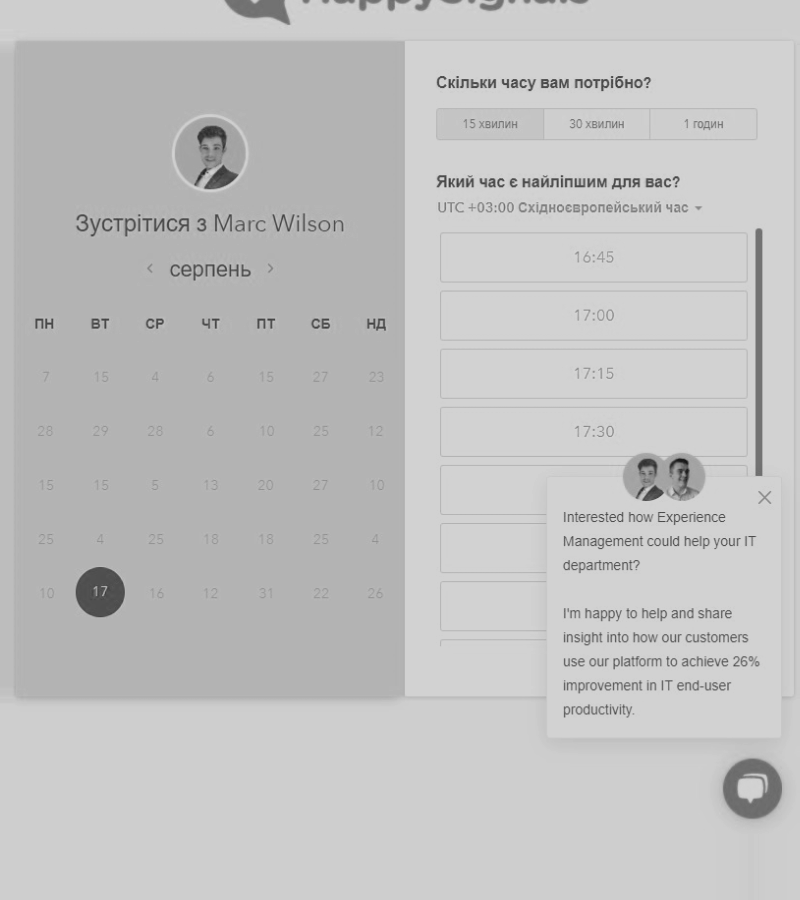 HappySignals
Зустрітися з Marc Wilson
серпень
ПН ВТ СР ЧТ ПТ СБ НД
7 15 4 6 15 27 23
28 29 28 6 10 25 12
15 15 5 13 20 27 10
25 4 25 18 18 25 4
10 17 16 12 31 22 26
Скільки часу вам потрібно?
15 хвилин 30 хвилин 1 годин
Який час є найліпшим для вас?
UTC +03:00 Східноєвропейський час
16:45
17:00
17:15
17:30
Interested how Experience
Management could help your IT
department?
I'm happy to help and share
insight into how our customers
use our platform to achieve 26%
improvement in IT end-user
productivity.